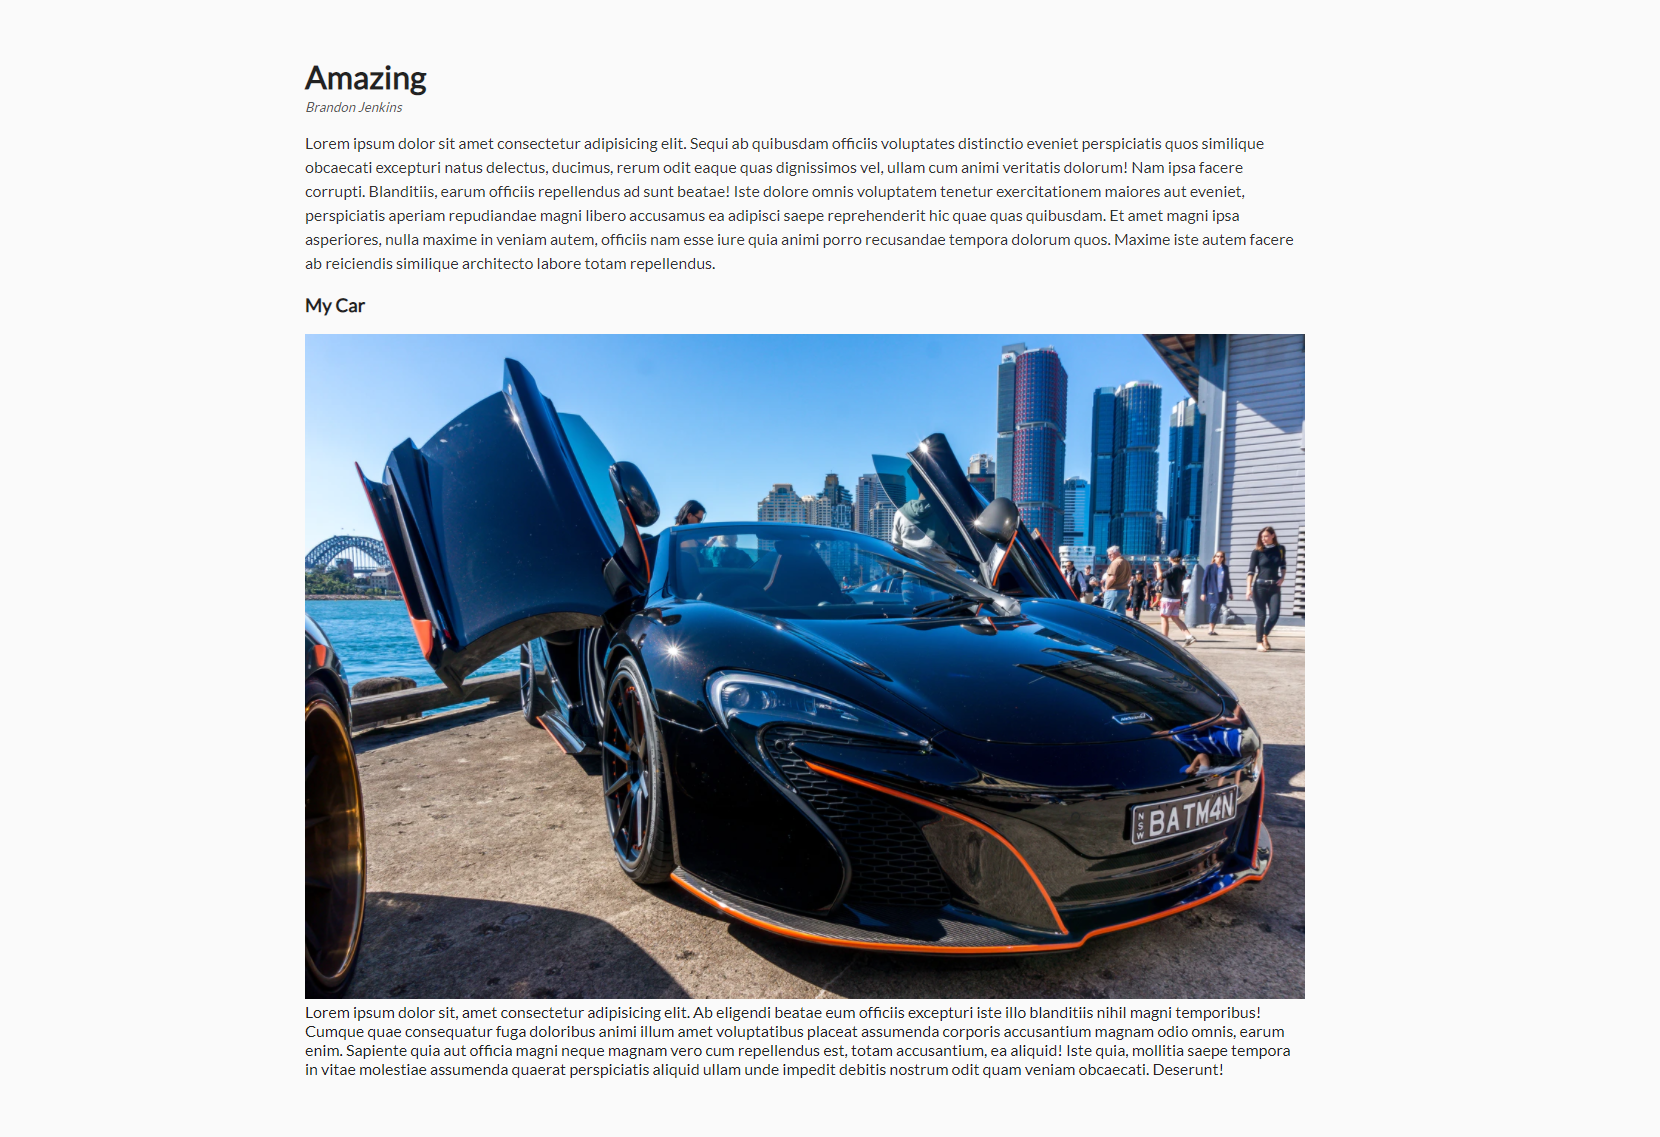 Amazing
Brandon Jenkins
Lorem ipsum dolor sit amet consectetur adipisicing elit. Sequi ab quibusdam officiis voluptates distinctio eveniet perspiciatis quos similique
obcaecati excepturi natus delectus, ducimus, rerum odit eaque quas dignissimos vel, ullam cum animi veritatis dolorum! Nam ipsa facere
corrupti. Blanditiis, earum officiis repellendus ad sunt beatae! Iste dolore omnis voluptatem tenetur exercitationem maiores aut eveniet,
perspiciatis aperiam repudiandae magni libero accusamus ea adipisci saepe reprehenderit hic quae quas quibusdam. Et amet magni ipsa
asperiores, nulla maxime in veniam autem, officiis nam esse iure quia animi porro recusandae tempora dolorum quos. Maxime iste autem facere
ab reiciendis similique architecto labore totam repellendus.
My Car
NSW BATM4N
Lorem ipsum dolor sit, amet consectetur adipisicing elit. Ab eligendi beatae eum officiis excepturi iste illo blanditiis nihil magni temporibus!
Cumque quae consequatur fuga doloribus animi illum amet voluptatibus placeat assumenda corporis accusantium magnam odio omnis, earum
enim. Sapiente quia aut officia magni neque magnam vero cum repellendus est, totam accusantium, ea aliquid! Iste quia, mollitia saepe tempora
in vitae molestiae assumenda quaerat perspiciatis aliquid ullam unde impedit debitis nostrum odit quam veniam obcaecati. Deserunt!